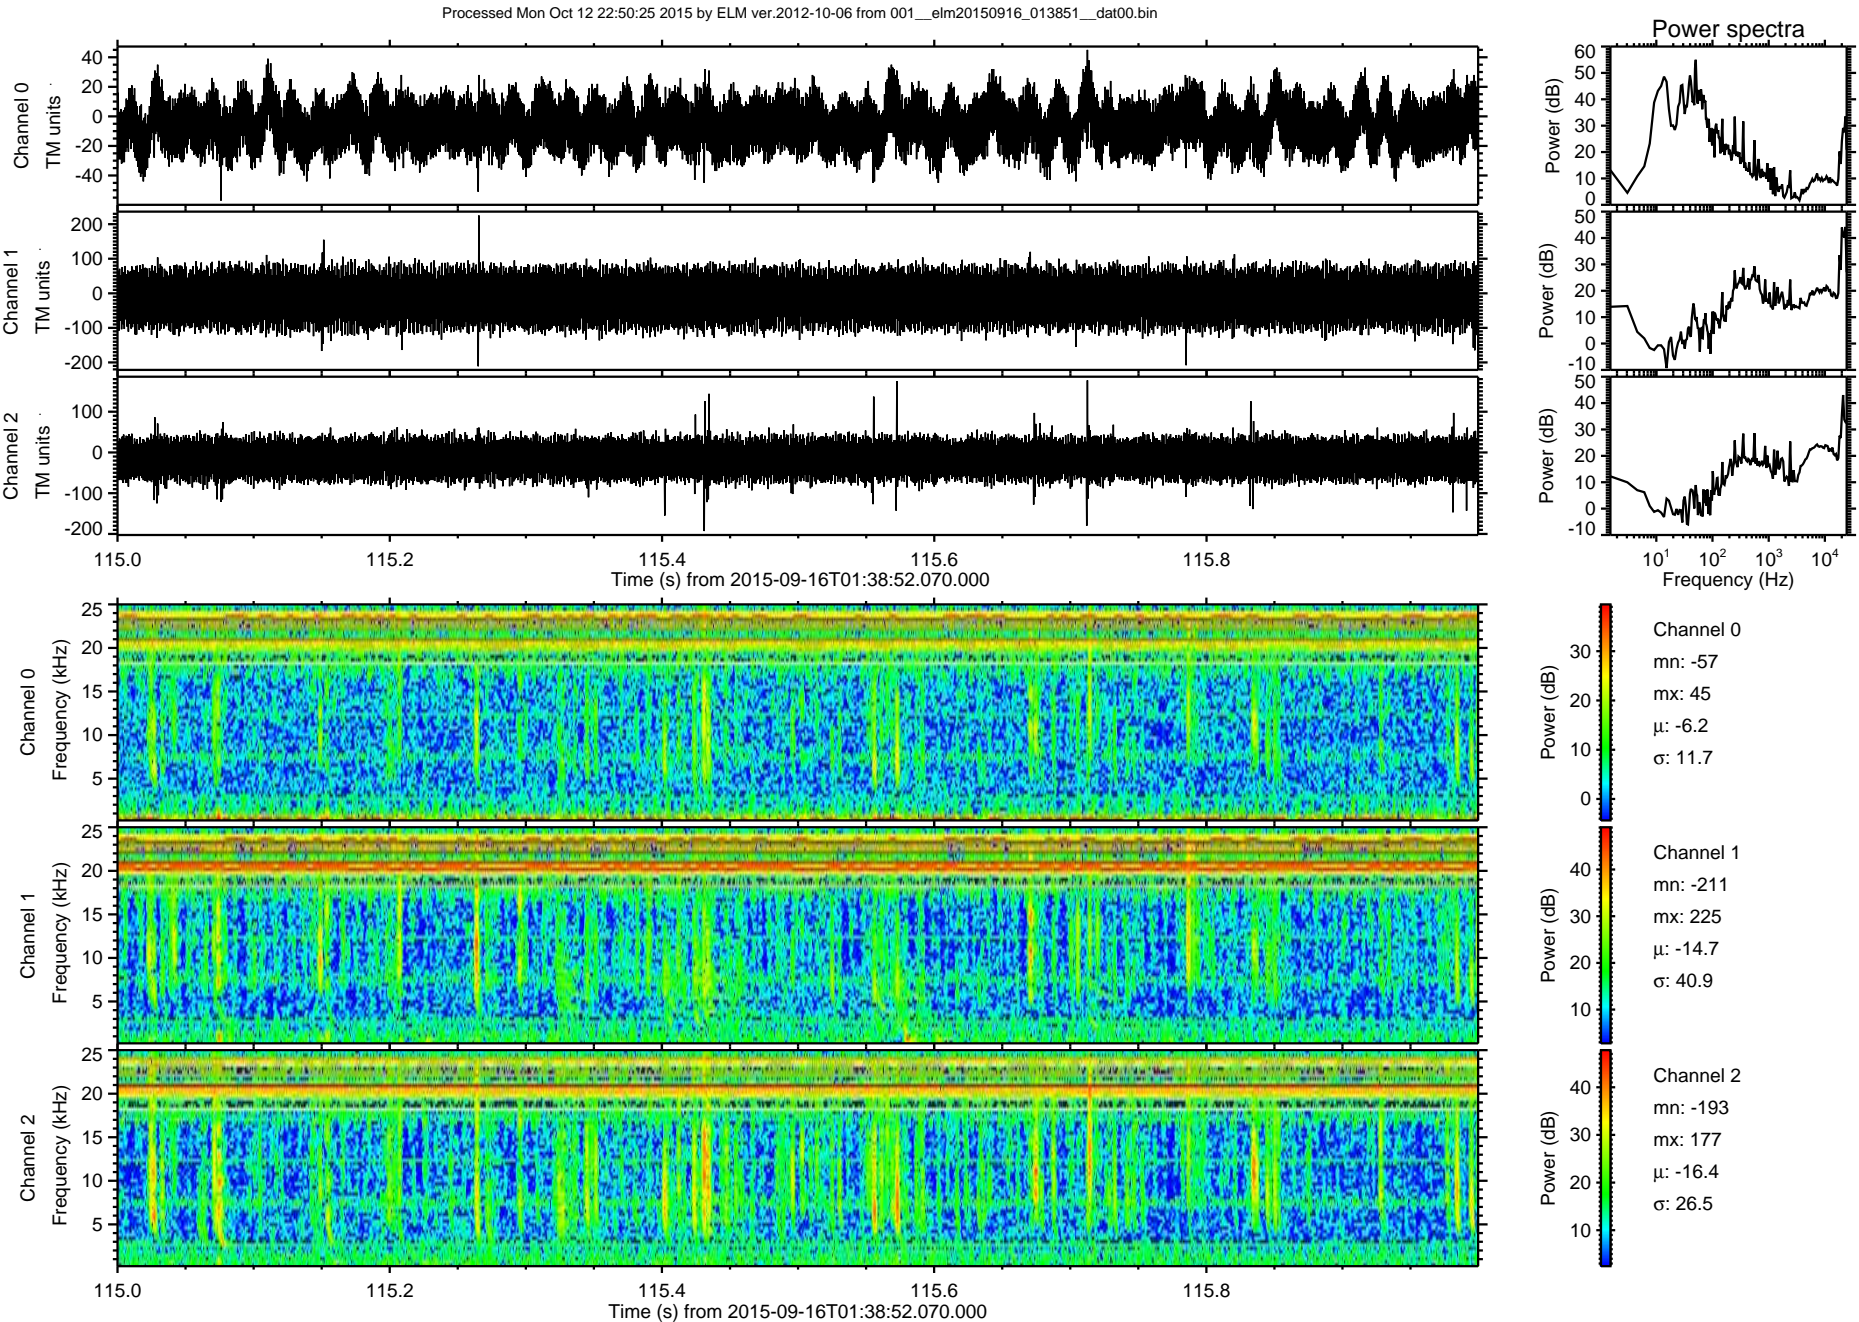 Processed Mon Oct 12 22:50:25 2015 by ELM ver.2012-10-06 from 001__elm20150916_013851__dat00.bin
Power spectra
Channel 0
TM units
40
20
0
-20
-40
Power (dB)
60
50
40
30
20
10
0
Channel 1
TM units
200
100
0
-100
-200
Power (dB)
50
40
30
20
10
0
-10
Channel 2
TM units
100
0
-100
-200
Power (dB)
50
40
30
20
10
0
-10
115.0 115.2 115.4 115.6 115.8
Time (s) from 2015-09-16T01:38:52.070.000
10^1 10^2 10^3 10^4
Frequency (Hz)
Channel 0
Frequency (kHz)
25
20
15
10
5
Power (dB)
30
20
10
0
Channel 0
mn: -57
mx: 45
μ: -6.2
σ: 11.7
Channel 1
Frequency (kHz)
25
20
15
10
5
Power (dB)
40
30
20
10
Channel 1
mn: -211
mx: 225
μ: -14.7
σ: 40.9
Channel 2
Frequency (kHz)
25
20
15
10
5
Power (dB)
40
30
20
10
Channel 2
mn: -193
mx: 177
μ: -16.4
σ: 26.5
115.0 115.2 115.4 115.6 115.8
Time (s) from 2015-09-16T01:38:52.070.000